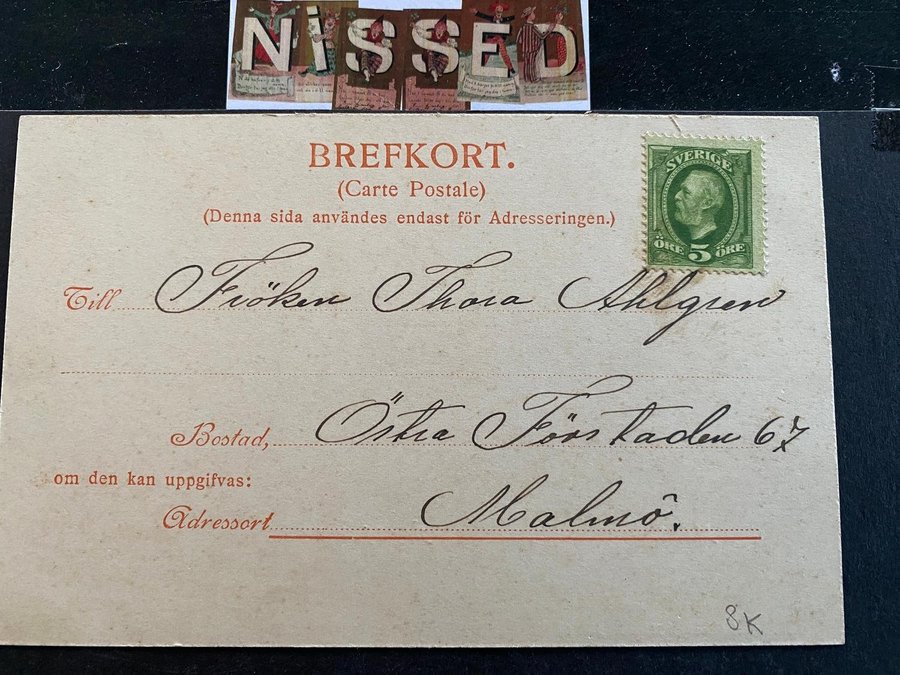 NiSSED
BREFKORT.
(Carte Postale)
(Denna sida användes endast för Adresseringen.)
SVERIGE
ÖRE 5 ÖRE
Till Fröken Thora Ahlgren
Bostad, Östra Förstaden 67
om den kan uppgifvas:
Adressort Malmö.
8K